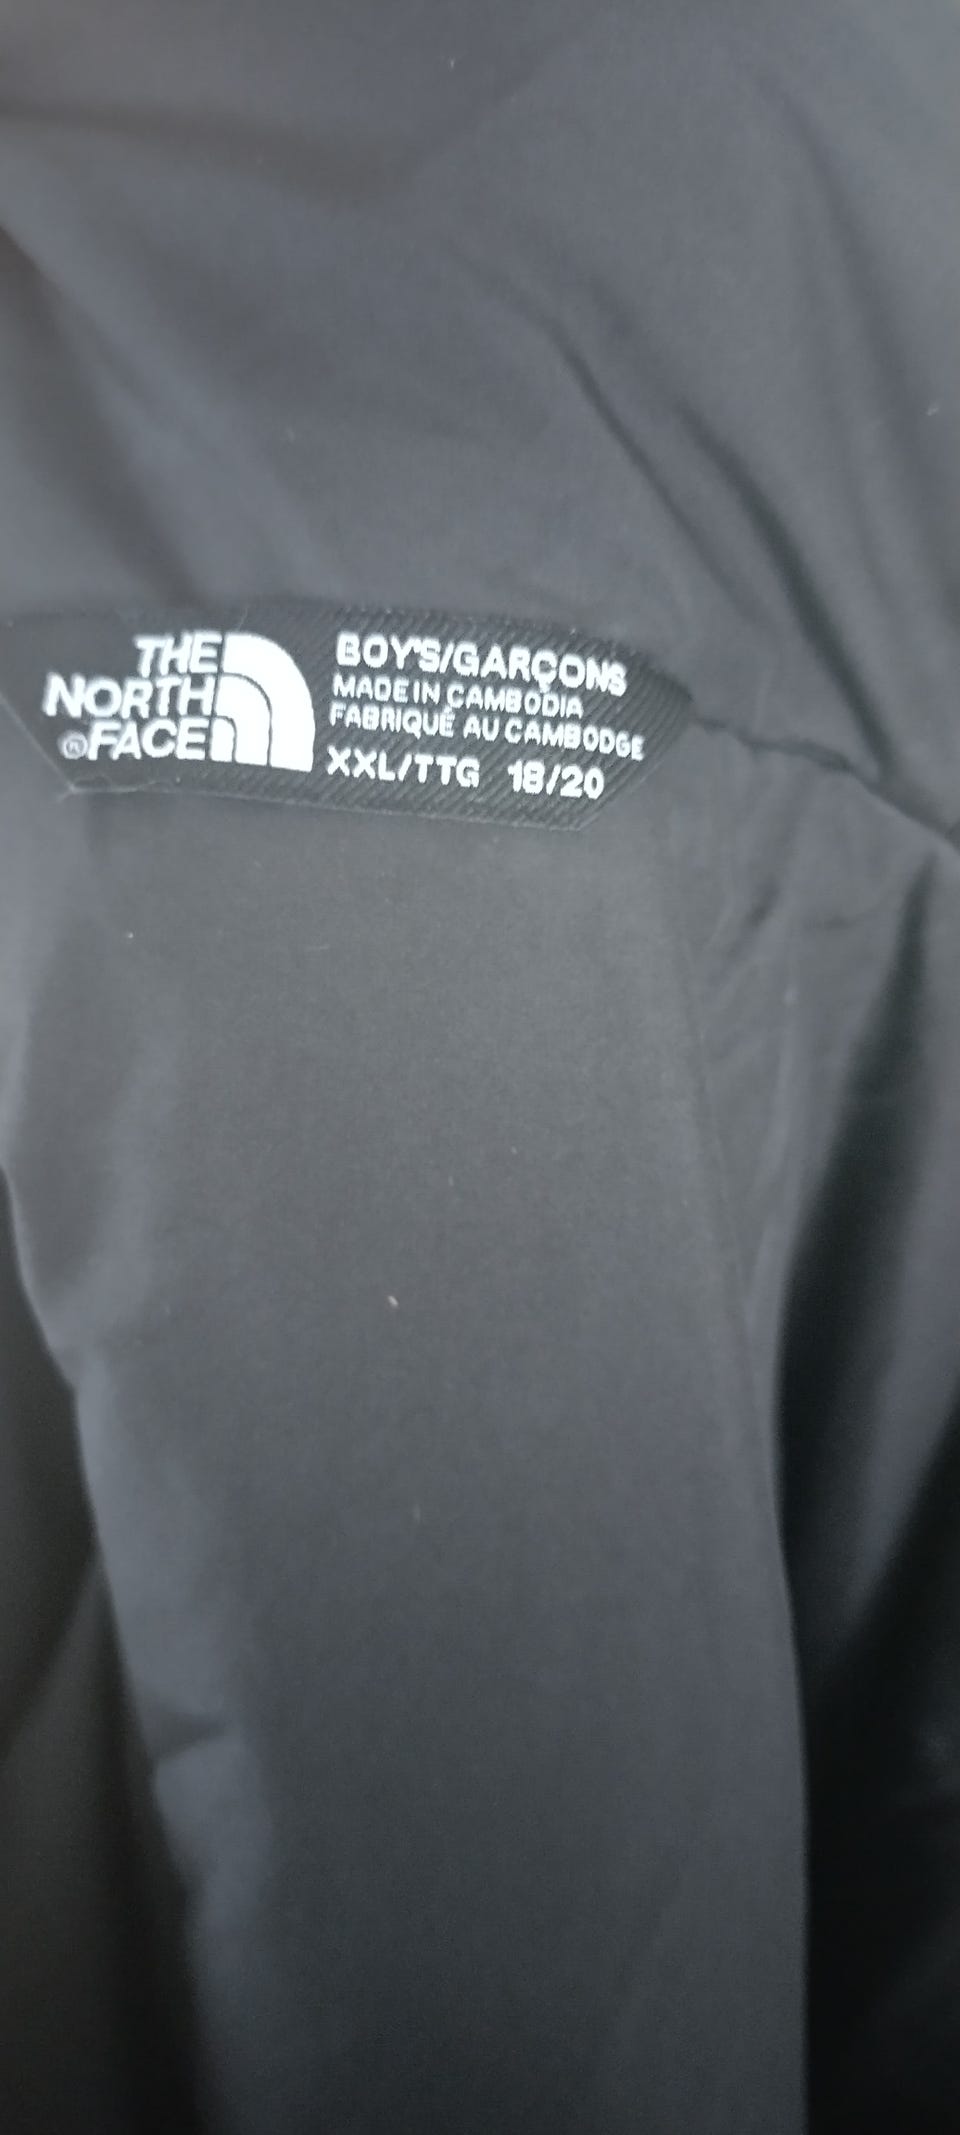 THE
NORTH
FACE®
BOY'S/GARÇONS
MADE IN CAMBODIA
FABRIQUÉ AU CAMBODGE
XXL/TTG 18/20